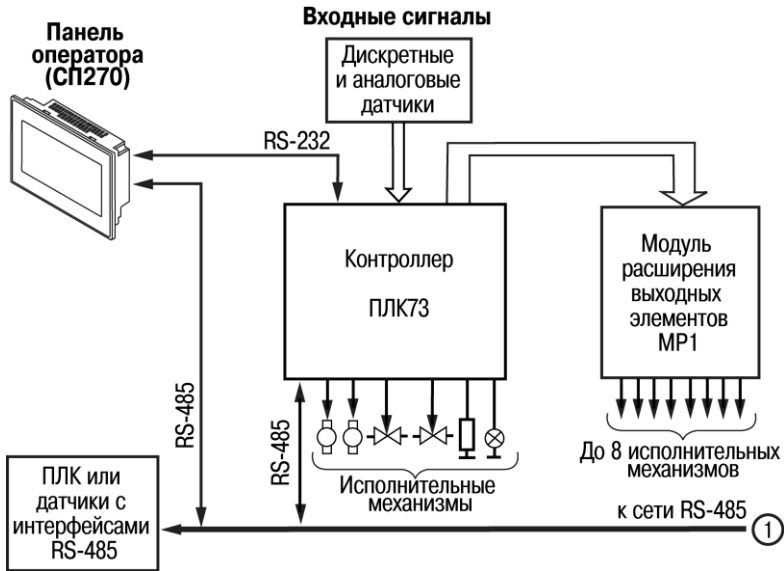 Панель
оператора
(СП270)
Входные сигналы
Дискретные
и аналоговые
датчики
RS-232
Контроллер
ПЛК73
Модуль
расширения
выходных
элементов
МР1
RS-485
RS-485
До 8 исполнительных
механизмов
Исполнительные
механизмы
ПЛК или
датчики с
интерфейсами
RS-485
к сети RS-485
1